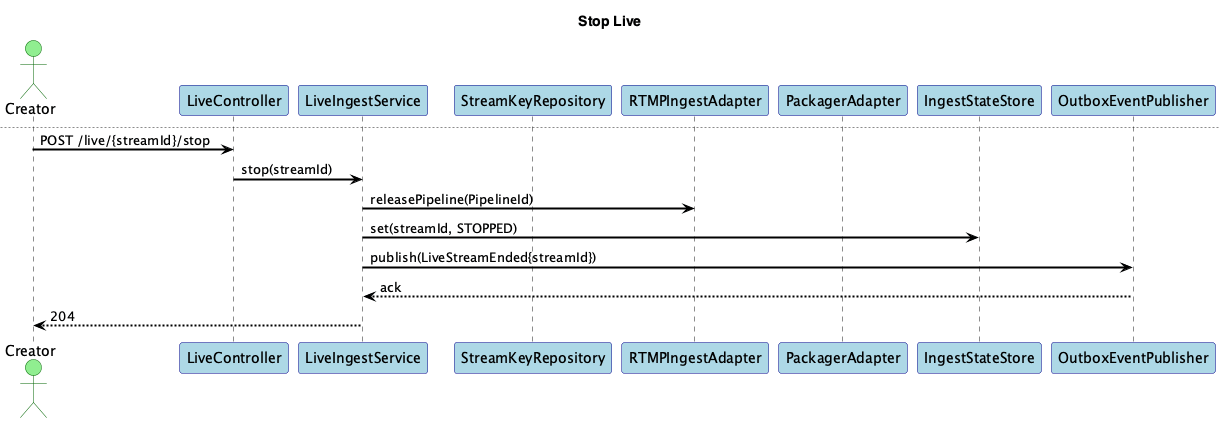 Stop Live
Creator
LiveController
LiveIngestService
StreamKeyRepository
RTMPIngestAdapter
PackagerAdapter
IngestStateStore
OutboxEventPublisher
POST /live/{streamId}/stop
stop(streamId)
releasePipeline(PipelineId)
set(streamId, STOPPED)
publish(LiveStreamEnded{streamId})
ack
204
Creator
LiveController
LiveIngestService
StreamKeyRepository
RTMPIngestAdapter
PackagerAdapter
IngestStateStore
OutboxEventPublisher